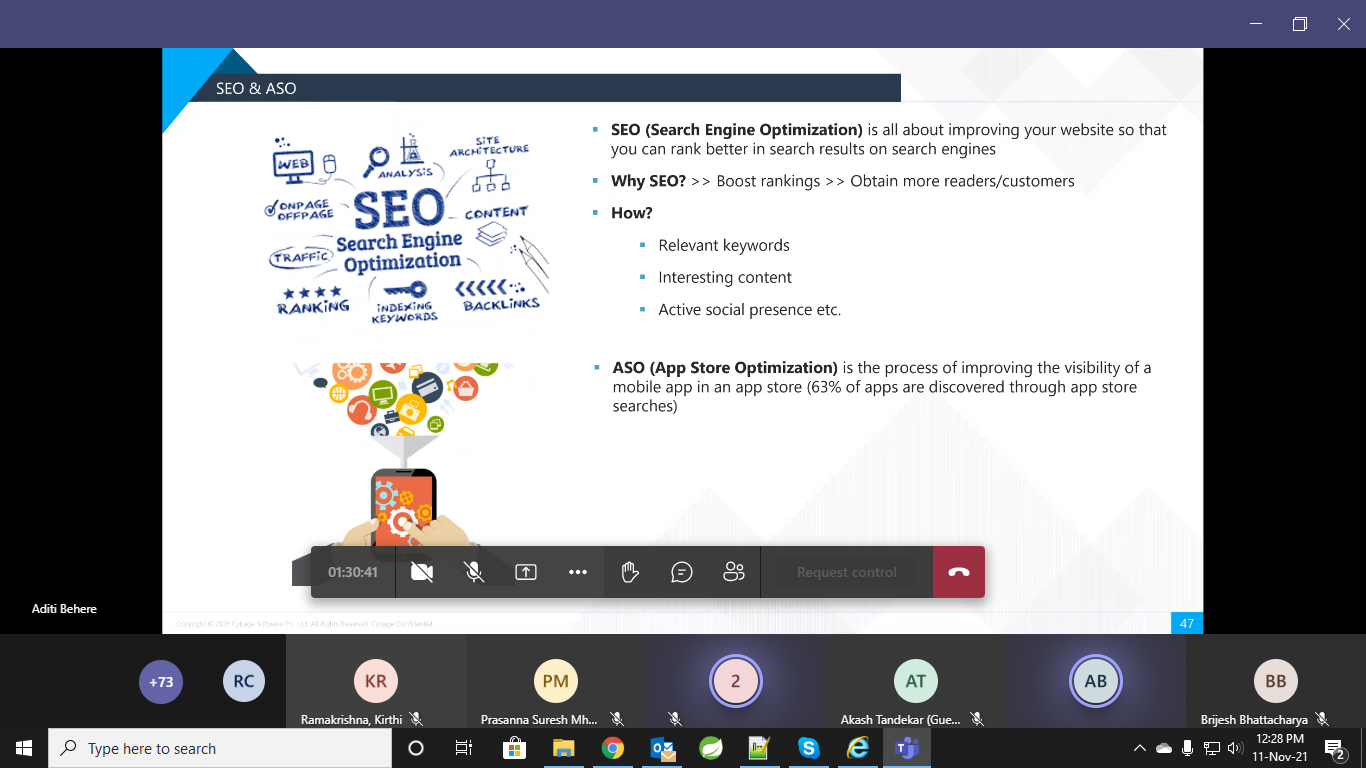 SEO & ASO
WEB
ANALYSIS
SITE
ARCHITECTURE
ONPAGE
OFFPAGE
SEO
CONTENT
Search Engine
Optimization
TRAFFIC
RANKING
INDEXING
KEYWORDS
BACKLINKS
SEO (Search Engine Optimization) is all about improving your website so that
you can rank better in search results on search engines
Why SEO? >> Boost rankings >> Obtain more readers/customers
How?
Relevant keywords
Interesting content
Active social presence etc.
ASO (App Store Optimization) is the process of improving the visibility of a
mobile app in an app store (63% of apps are discovered through app store
searches)
01:30:41
Request control
Aditi Behere
Copyright © 2016 Cybage Software Pvt. Ltd. All Rights Reserved. Cybage Confidential.
47
+73
RC
KR
PM
2
AT
AB
BB
Ramakrishna, Kirthi
Prasanna Suresh Mh...
Akash Tandekar (Gue...
Brijesh Bhattacharya
Type here to search
12:28 PM
11-Nov-21
2